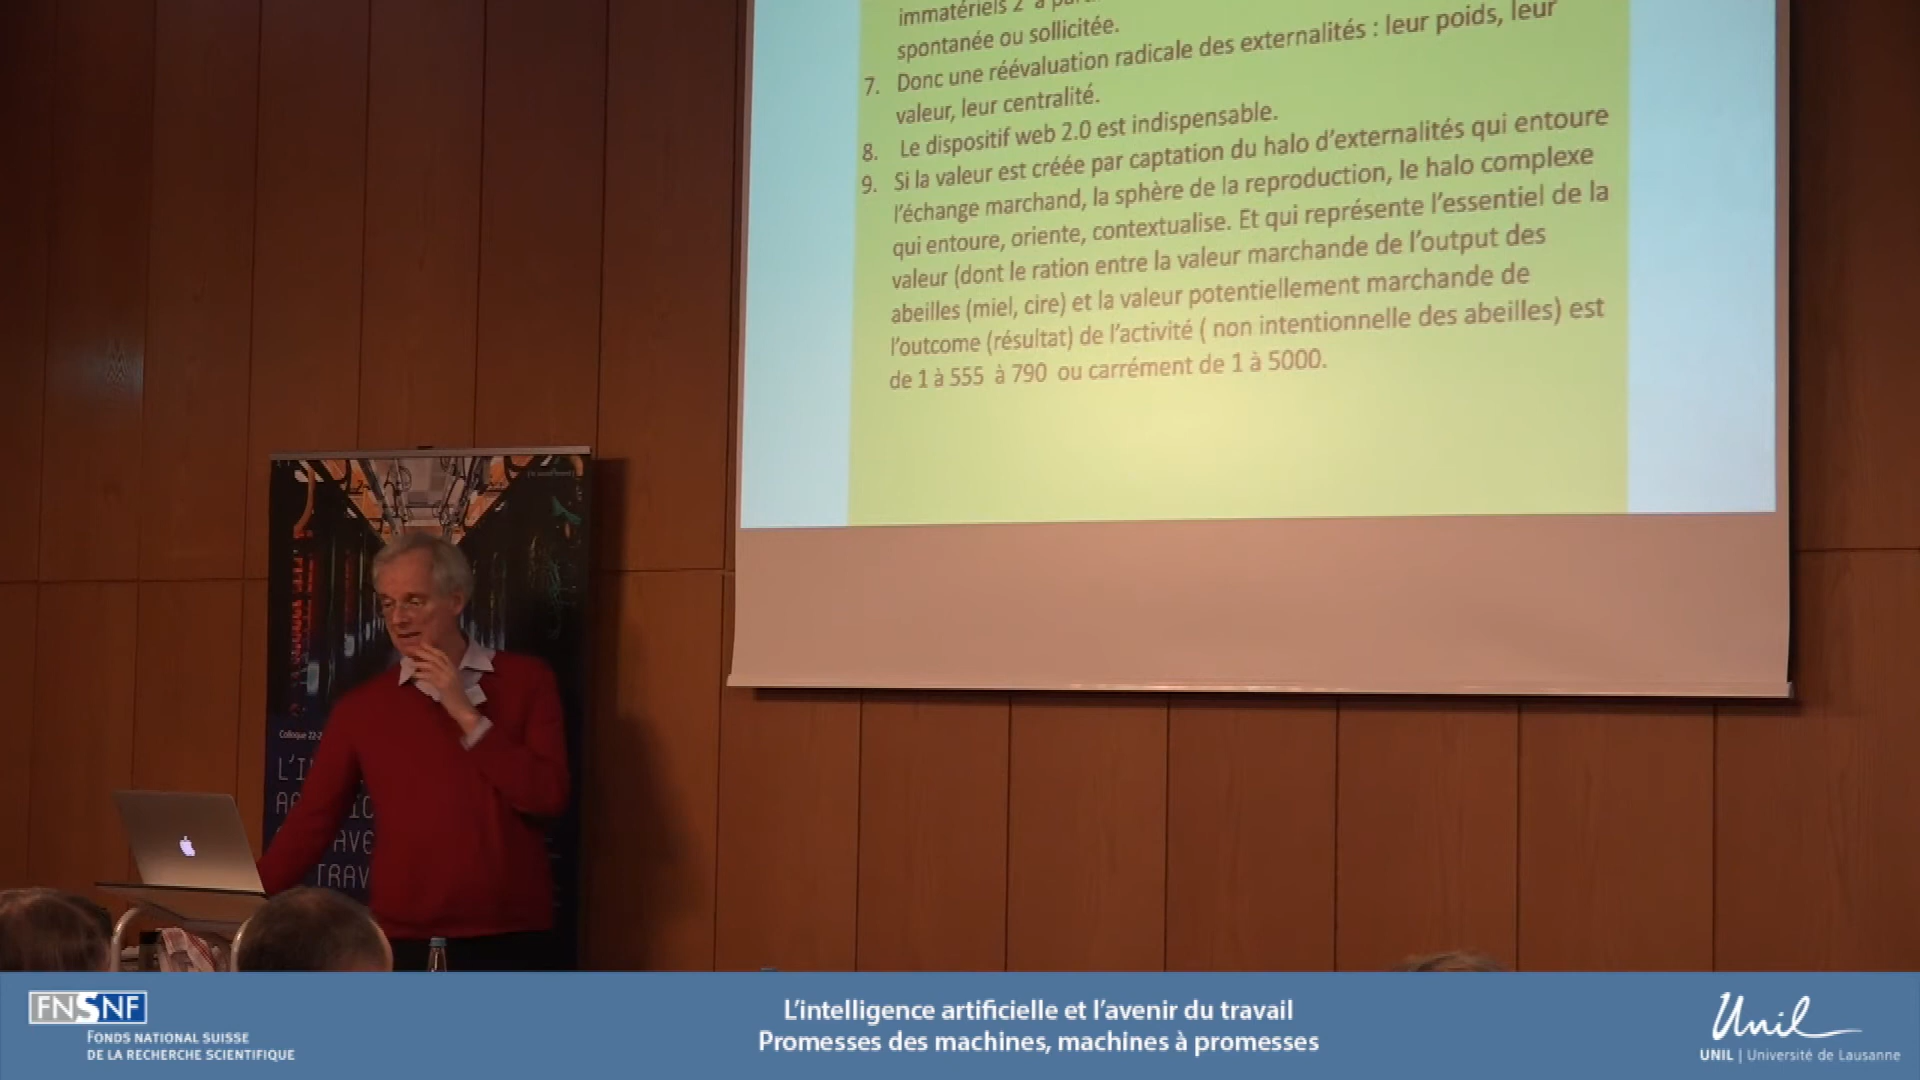 immatériels 2 à
spontanée ou sollicitée.
7. Donc une réévaluation radicale des externalités : leur poids, leur
valeur, leur centralité.
8. Le dispositif web 2.0 est indispensable.
9. Si la valeur est créée par captation du halo d’externalités qui entoure
l’échange marchand, la sphère de la reproduction, le halo complexe
qui entoure, oriente, contextualise. Et qui représente l’essentiel de la
valeur (dont le ration entre la valeur marchande de l’output des
abeilles (miel, cire) et la valeur potentiellement marchande de
l’outcome (résultat) de l’activité ( non intentionnelle des abeilles) est
de 1 à 555 à 790 ou carrément de 1 à 5000.
Colloque 22-2
L'I
TRAV
FNSNF
FONDS NATIONAL SUISSE
DE LA RECHERCHE SCIENTIFIQUE
L’intelligence artificielle et l’avenir du travail
Promesses des machines, machines à promesses
Unil
UNIL | Université de Lausanne